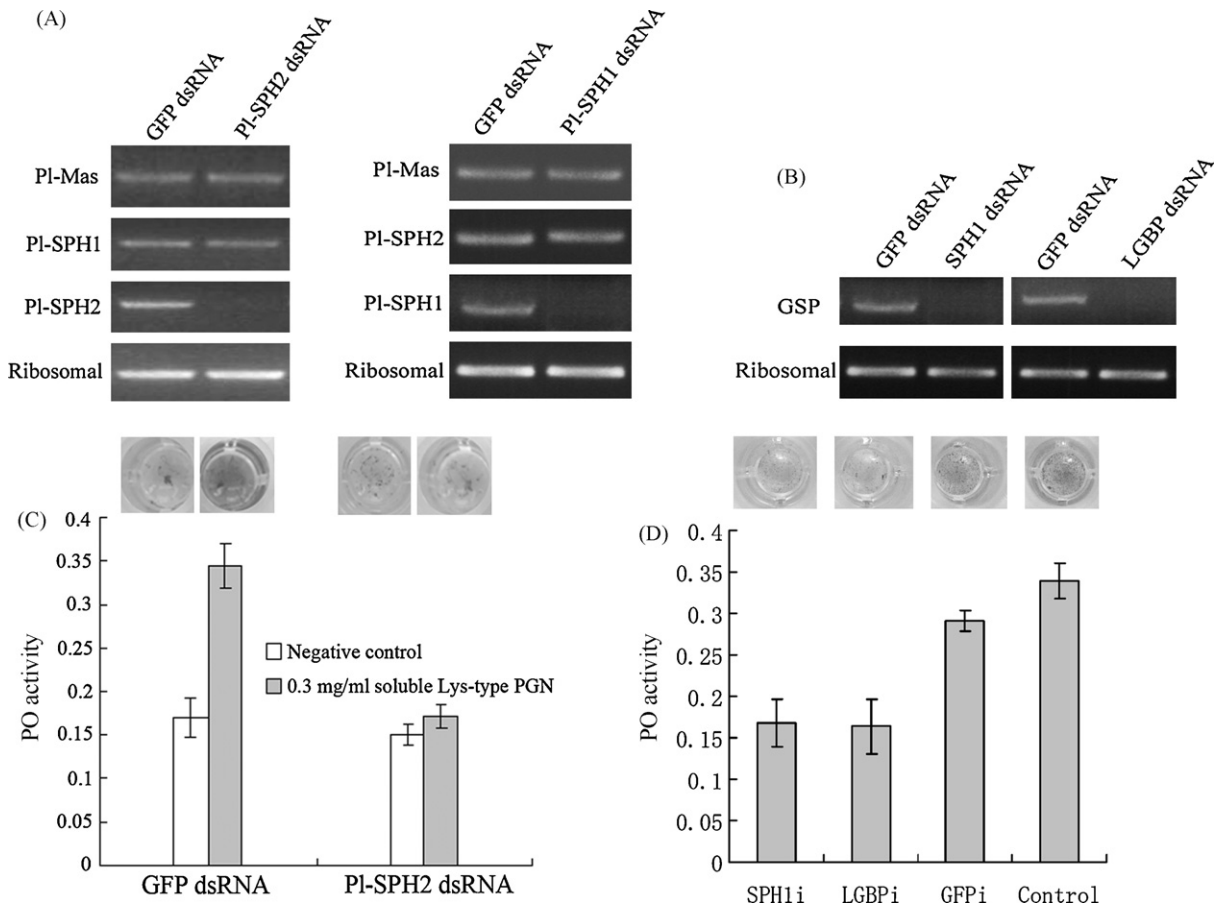 (A)
GFP dsRNA
Pl-SPH2 dsRNA
Pl-Mas
Pl-SPH1
Pl-SPH2
Ribosomal
GFP dsRNA
Pl-SPH1 dsRNA
Pl-Mas
Pl-SPH2
Pl-SPH1
Ribosomal
(B)
GFP dsRNA
SPH1 dsRNA
GFP dsRNA
LGBP dsRNA
GSP
Ribosomal
(C)
PO activity
0.4
0.35
0.3
0.25
0.2
0.15
0.1
0.05
0
Negative control
0.3 mg/ml soluble Lys-type PGN
GFP dsRNA
Pl-SPH2 dsRNA
(D)
PO activity
0.4
0.35
0.3
0.25
0.2
0.15
0.1
0.05
0
SPH1i
LGBPi
GFPi
Control